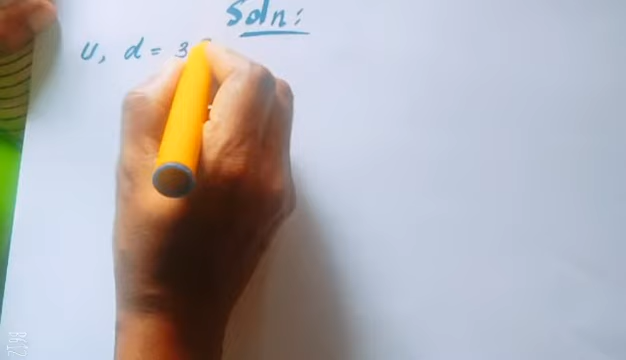 Soln:
U, d = 3